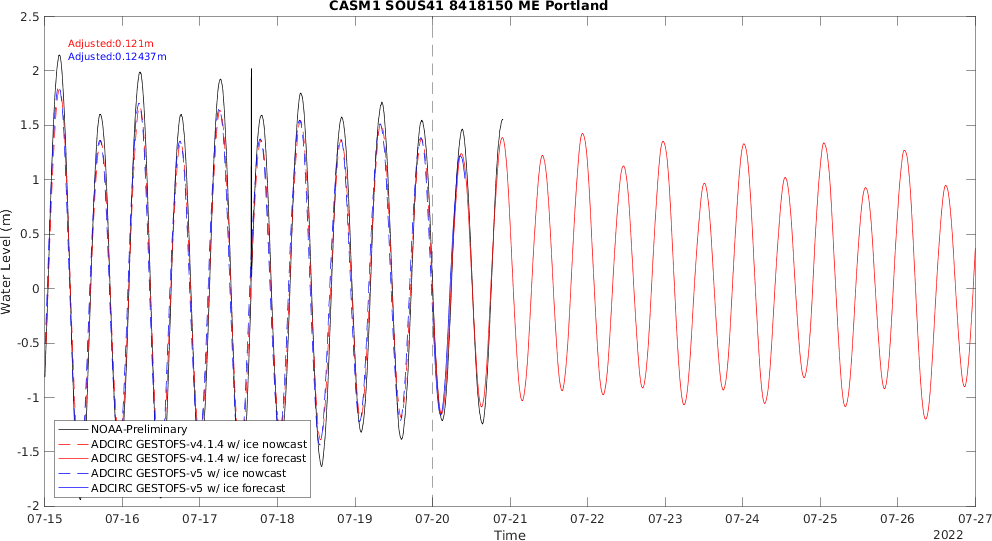 CASM1 SOUS41 8418150 ME Portland
Adjusted:0.121m
Adjusted:0.12437m
Water Level (m)
2.5
2
1.5
1
0.5
0
-0.5
-1
-1.5
-2
NOAA-Preliminary
ADCIRC GESTOFS-v4.1.4 w/ ice nowcast
ADCIRC GESTOFS-v4.1.4 w/ ice forecast
ADCIRC GESTOFS-v5 w/ ice nowcast
ADCIRC GESTOFS-v5 w/ ice forecast
07-15 07-16 07-17 07-18 07-19 07-20 07-21 07-22 07-23 07-24 07-25 07-26 07-27
Time
2022